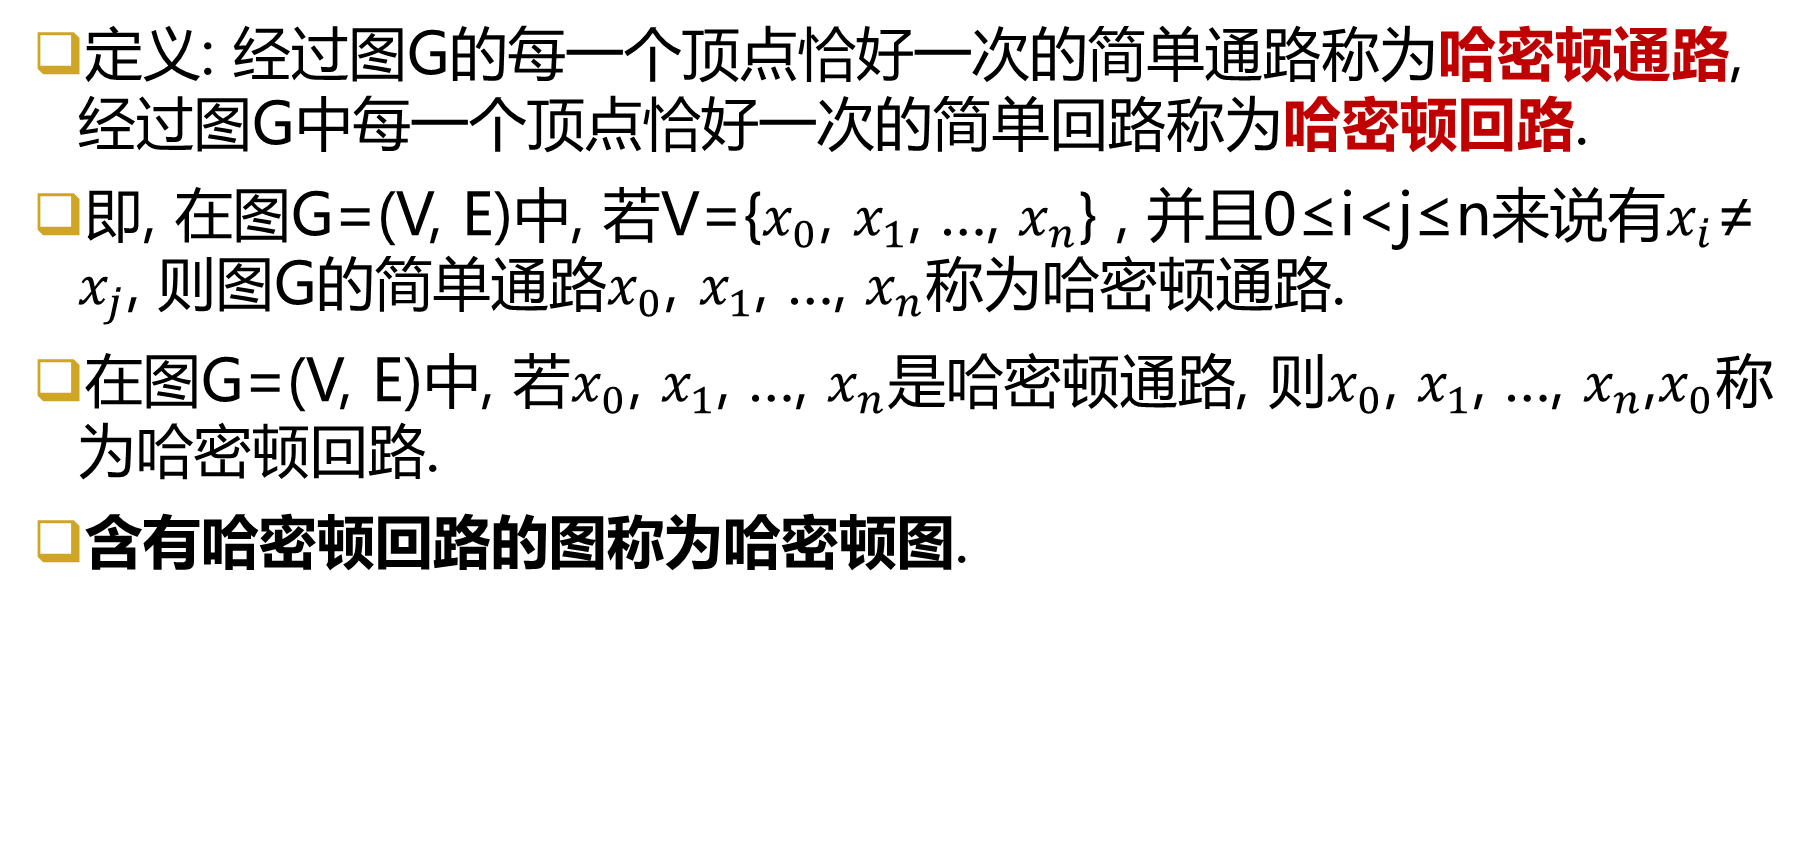 ❑定义: 经过图G的每一个顶点恰好一次的简单通路称为哈密顿通路,
经过图G中每一个顶点恰好一次的简单回路称为哈密顿回路.
❑即, 在图G=(V, E)中, 若V={x₀, x₁, …, xₙ} , 并且0≤i<j≤n来说有xᵢ ≠
xⱼ, 则图G的简单通路x₀, x₁, …, xₙ称为哈密顿通路.
❑在图G=(V, E)中, 若x₀, x₁, …, xₙ是哈密顿通路, 则x₀, x₁, …, xₙ,x₀称
为哈密顿回路.
❑含有哈密顿回路的图称为哈密顿图.